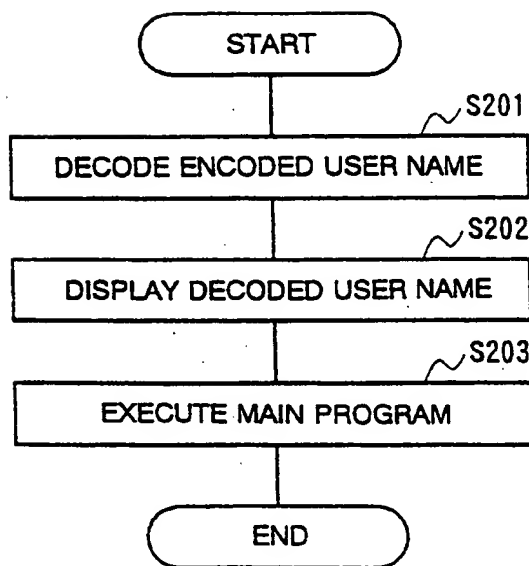 START
S201
DECODE ENCODED USER NAME
S202
DISPLAY DECODED USER NAME
S203
EXECUTE MAIN PROGRAM
END